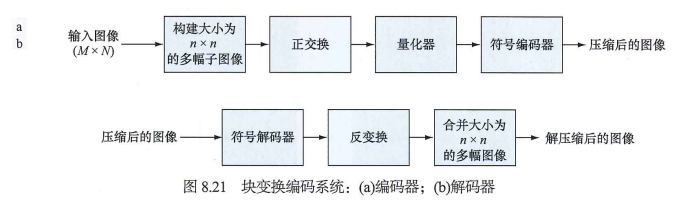 a
b
输入图像
(M×N)
构建大小为
n×n
的多幅子图像
正交换
量化器
符号编码器
压缩后的图像
压缩后的图像
符号解码器
反变换
合并大小为
n×n
的多幅图像
解压缩后的图像
图 8.21 块变换编码系统：(a)编码器；(b)解码器